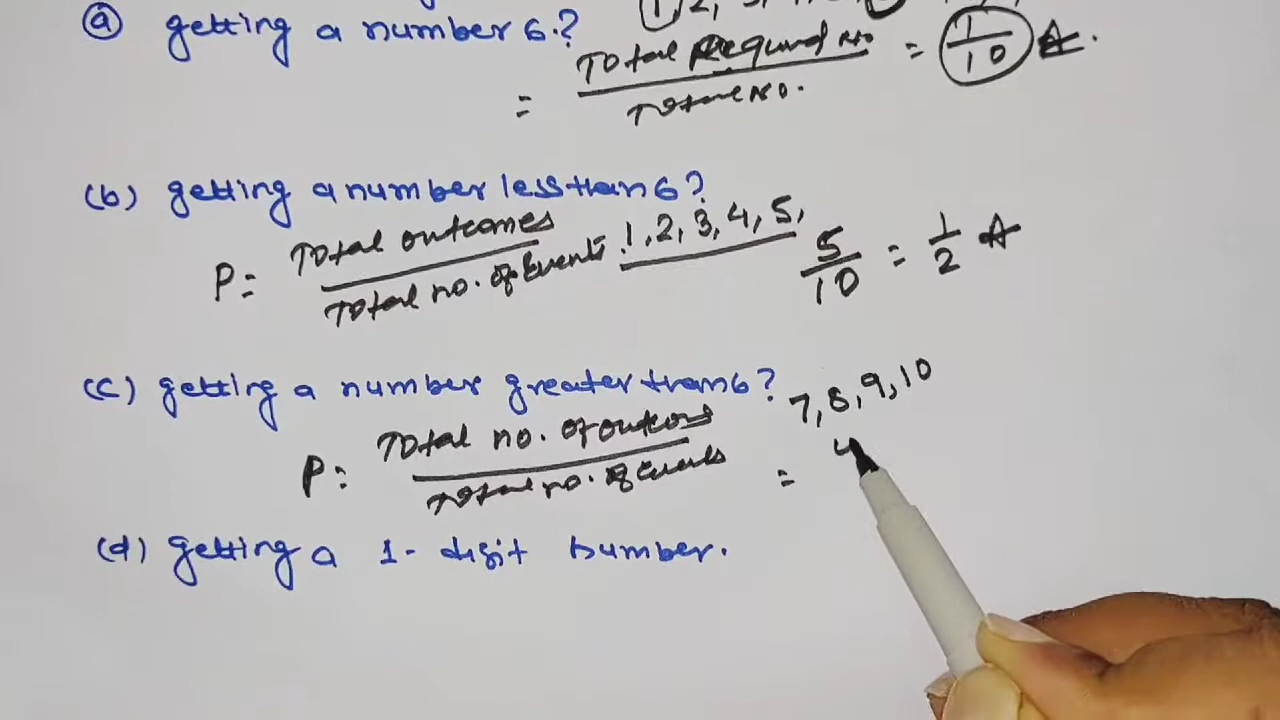 (a) getting a number 6.?
= Total Required no / Total no. = 1/10 A.
(b) getting a number less than 6?
P = Total outcomes / Total no. of Events 1, 2, 3, 4, 5, 5/10 = 1/2 A
(c) getting a number greater than 6? 7, 8, 9, 10
P = Total no. of outcoms / Total no. of Events = 4
(d) getting a 1-digit number.